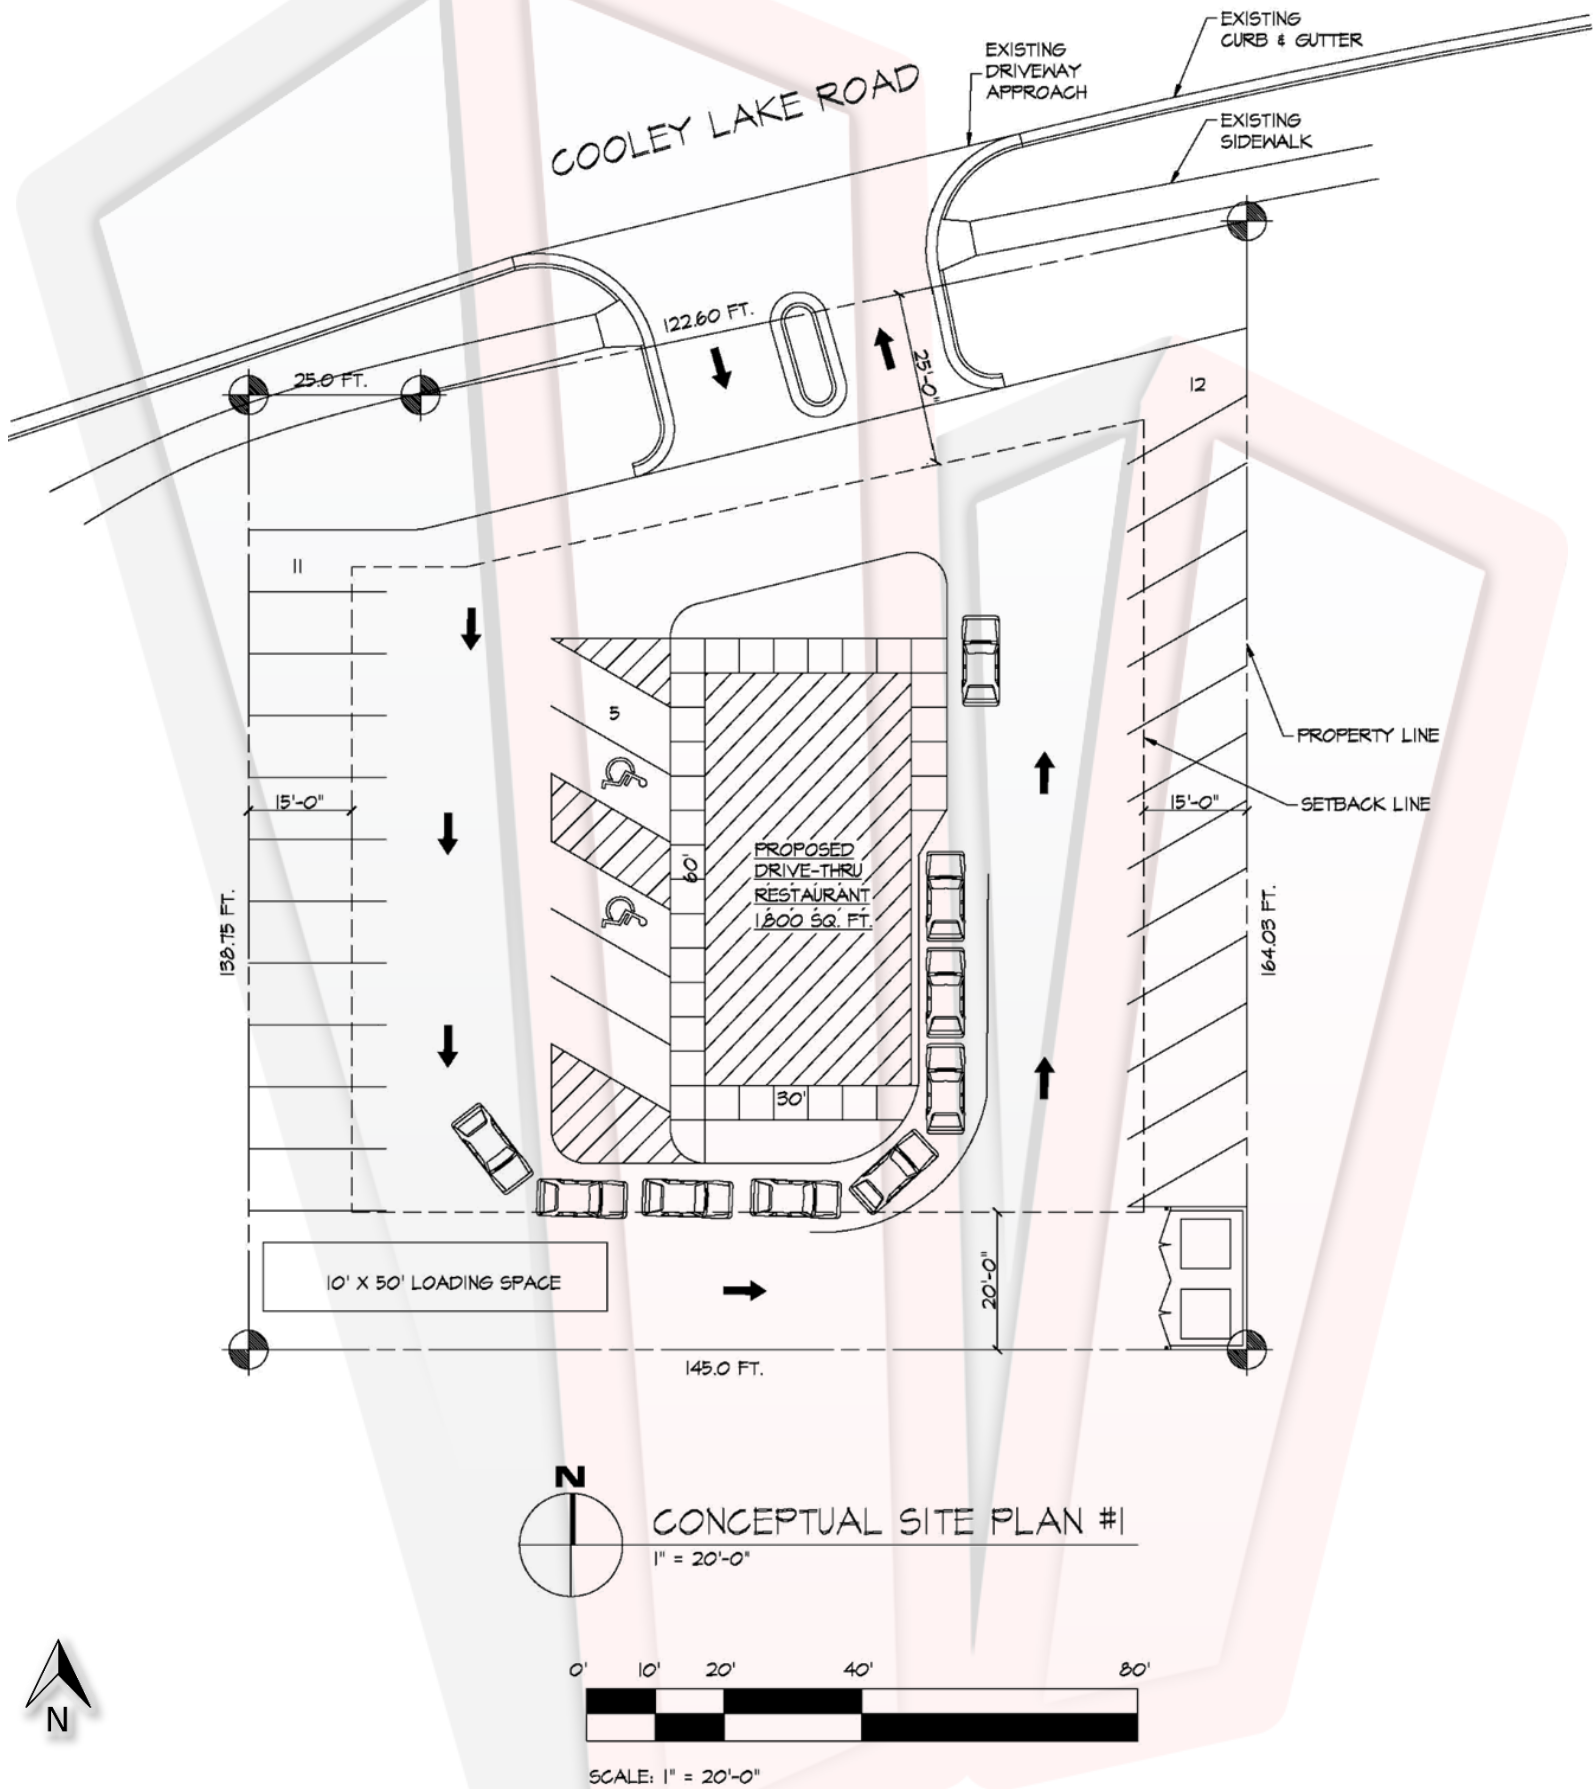 EXISTING
CURB & GUTTER
EXISTING
DRIVEWAY
APPROACH
COOLEY LAKE ROAD
EXISTING
SIDEWALK
122.60 FT.
25.0 FT.
25'-0"
12
11
5
PROPERTY LINE
15'-0"
15'-0"
SETBACK LINE
60'
PROPOSED
DRIVE-THRU
RESTAURANT
1,800 SQ. FT.
138.75 FT.
164.03 FT.
30'
10' X 50' LOADING SPACE
20'-0"
145.0 FT.
N
CONCEPTUAL SITE PLAN #1
1" = 20'-0"
N
0' 10' 20' 40' 80'
SCALE: 1" = 20'-0"